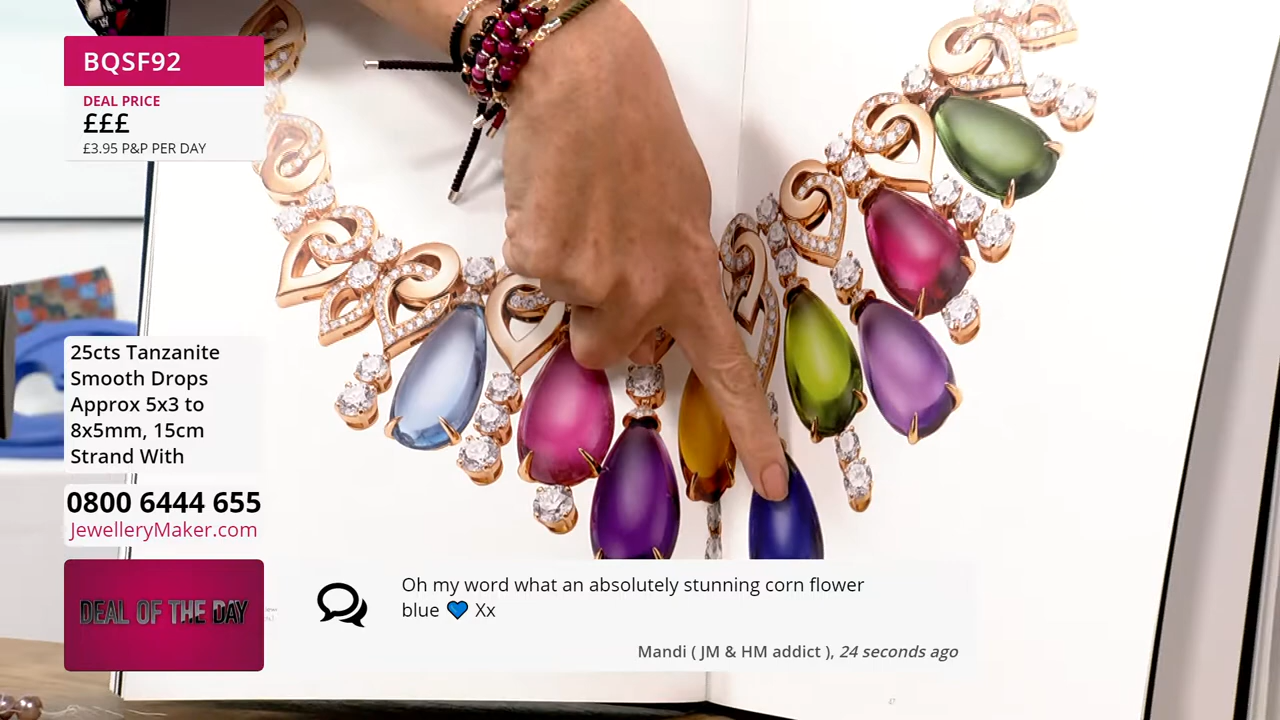 BQSF92
DEAL PRICE
£££
£3.95 P&P PER DAY
25cts Tanzanite
Smooth Drops
Approx 5x3 to
8x5mm, 15cm
Strand With
0800 6444 655
JewelleryMaker.com
DEAL OF THE DAY
Oh my word what an absolutely stunning corn flower
blue 💙 Xx
Mandi ( JM & HM addict ), 24 seconds ago